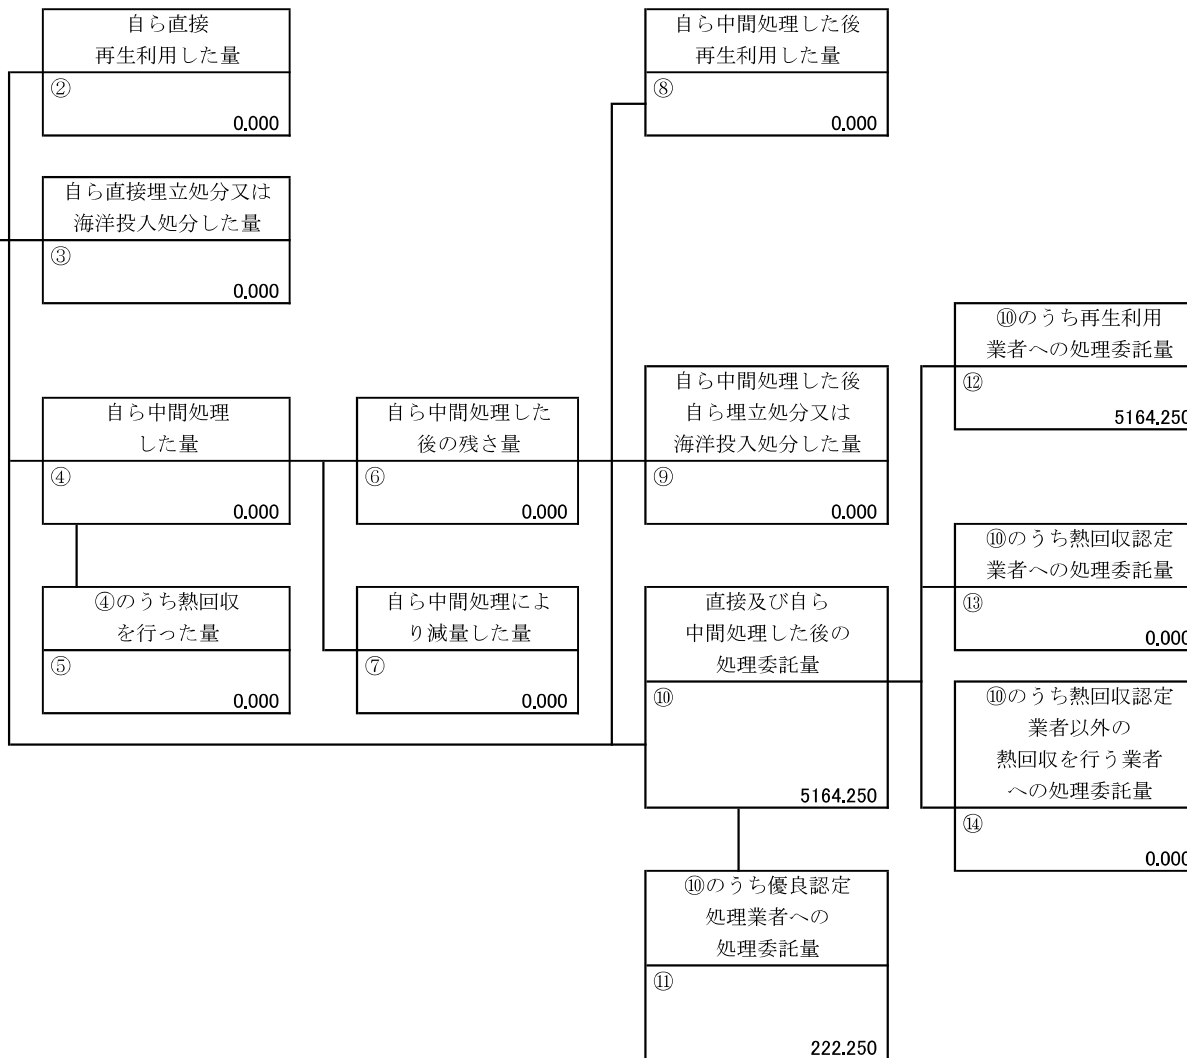 自ら直接
再生利用した量
②
0.000
自ら中間処理した後
再生利用した量
⑧
0.000
自ら直接埋立処分又は
海洋投入処分した量
③
0.000
⑩のうち再生利用
業者への処理委託量
⑫
5164.250
自ら中間処理
した量
④
0.000
自ら中間処理した
後の残さ量
⑥
0.000
自ら中間処理した後
自ら埋立処分又は
海洋投入処分した量
⑨
0.000
⑩のうち熱回収認定
業者への処理委託量
⑬
0.000
④のうち熱回収
を行った量
⑤
0.000
自ら中間処理によ
り減量した量
⑦
0.000
直接及び自ら
中間処理した後の
処理委託量
⑩
5164.250
⑩のうち熱回収認定
業者以外の
熱回収を行う業者
への処理委託量
⑭
0.000
⑩のうち優良認定
処理業者への
処理委託量
⑪
222.250